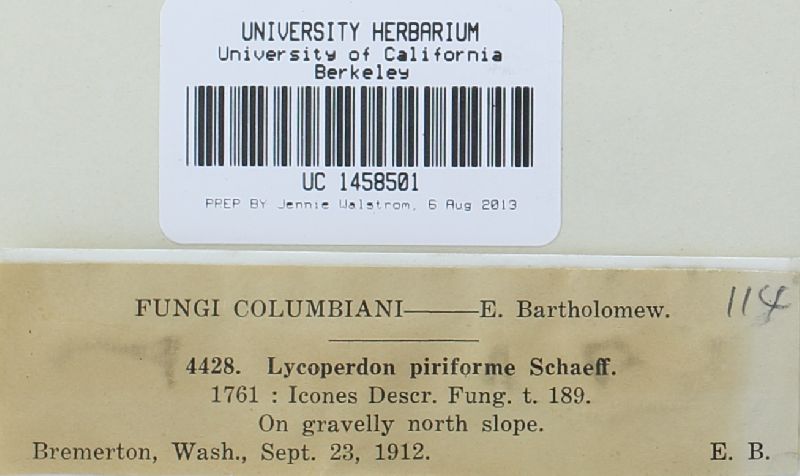 UNIVERSITY HERBARIUM
University of California
Berkeley
UC 1458501
PREP BY Jennie Walstrom, 6 Aug 2013
FUNGI COLUMBIANI——E. Bartholomew. 114
4428. Lycoperdon piriforme Schaeff.
1761 : Icones Descr. Fung. t. 189.
On gravelly north slope.
Bremerton, Wash., Sept. 23, 1912. E. B.